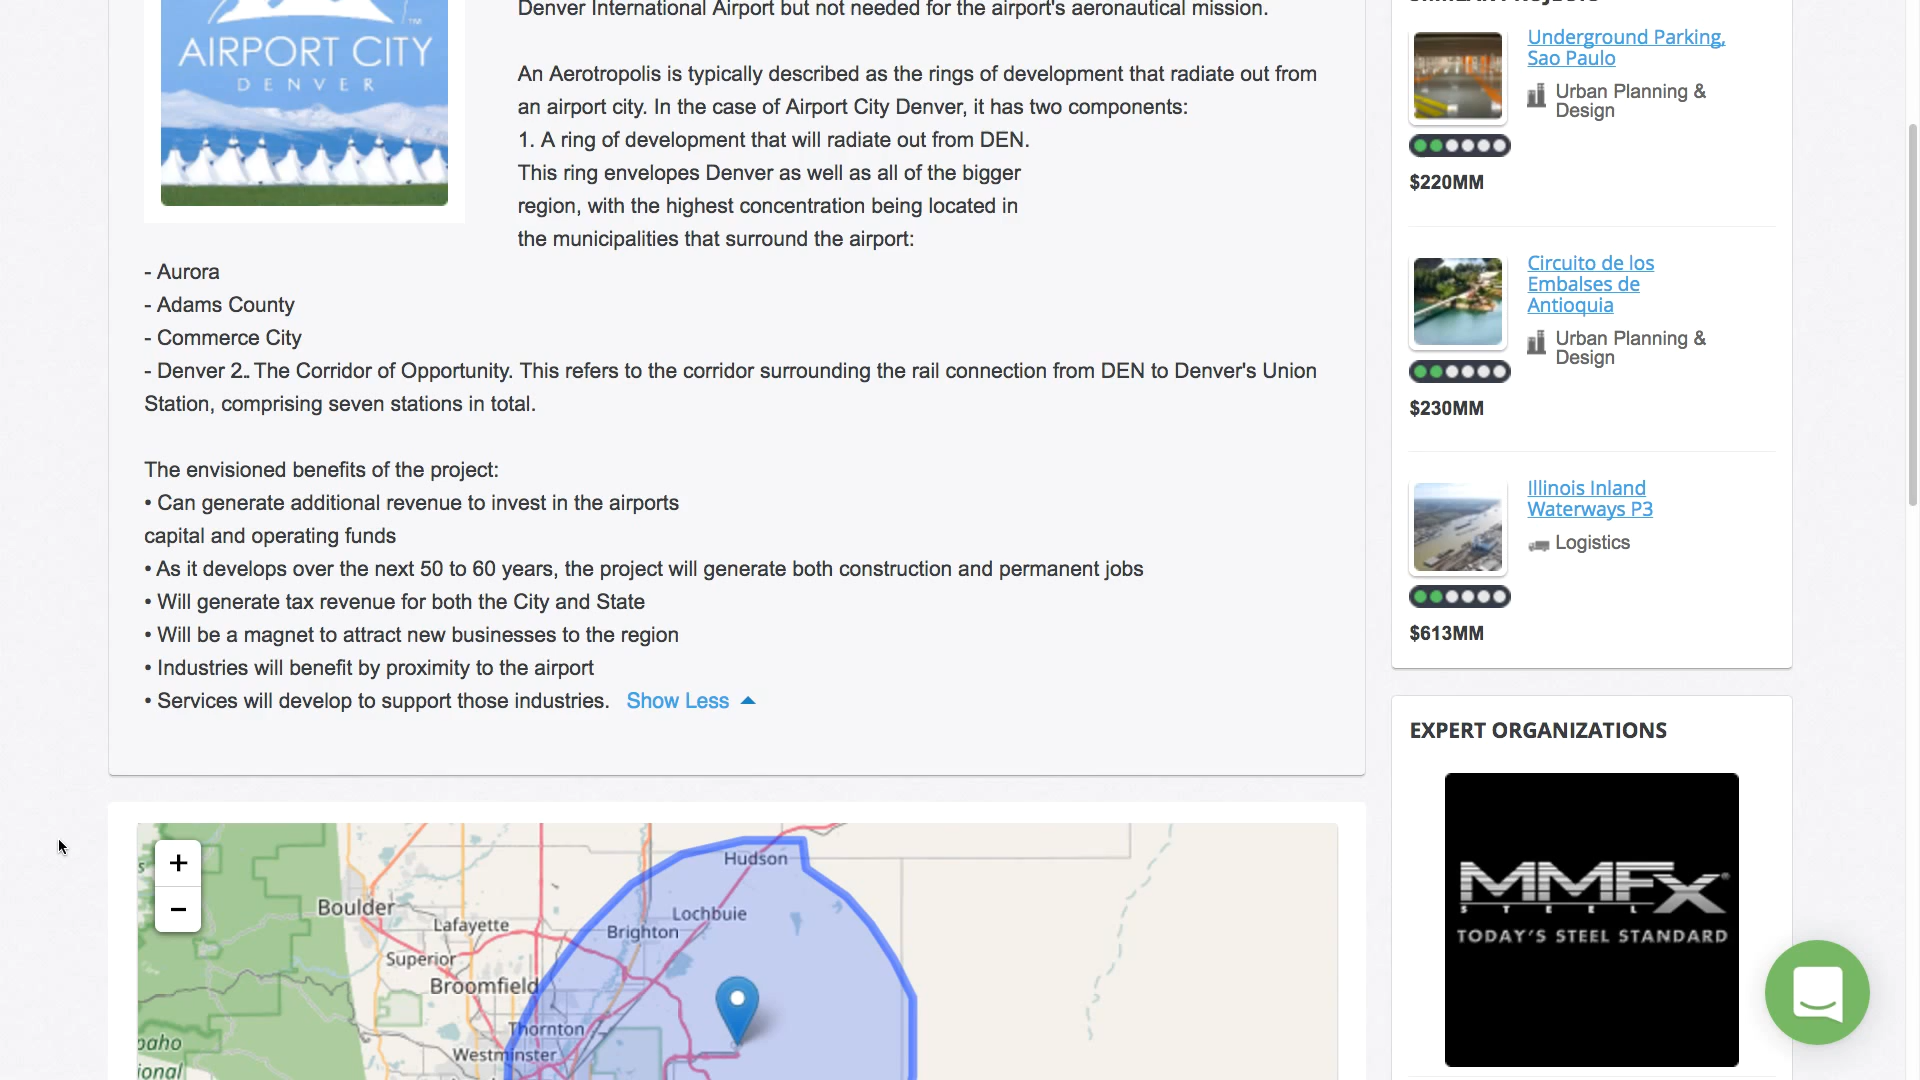 Denver International Airport but not needed for the airport's aeronautical mission.
AIRPORT CITY
DENVER
TM
An Aerotropolis is typically described as the rings of development that radiate out from
an airport city. In the case of Airport City Denver, it has two components:
1. A ring of development that will radiate out from DEN.
This ring envelopes Denver as well as all of the bigger
region, with the highest concentration being located in
the municipalities that surround the airport:
- Aurora
- Adams County
- Commerce City
- Denver 2.. The Corridor of Opportunity. This refers to the corridor surrounding the rail connection from DEN to Denver's Union
Station, comprising seven stations in total.
The envisioned benefits of the project:
• Can generate additional revenue to invest in the airports
capital and operating funds
• As it develops over the next 50 to 60 years, the project will generate both construction and permanent jobs
• Will generate tax revenue for both the City and State
• Will be a magnet to attract new businesses to the region
• Industries will benefit by proximity to the airport
• Services will develop to support those industries. Show Less
+
−
Hudson
Boulder
Lochbuie
Lafayette
Brighton
Superior
Broomfield
Thornton
Westminster
Underground Parking,
Sao Paulo
Urban Planning &
Design
$220MM
Circuito de los
Embalses de
Antioquia
Urban Planning &
Design
$230MM
Illinois Inland
Waterways P3
Logistics
$613MM
EXPERT ORGANIZATIONS
MMFX®
STEEL
TODAY'S STEEL STANDARD